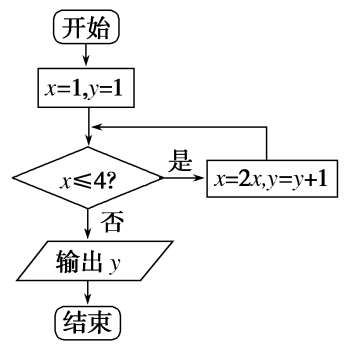 开始
x=1,y=1
x≤4?
是
x=2x,y=y+1
否
输出 y
结束